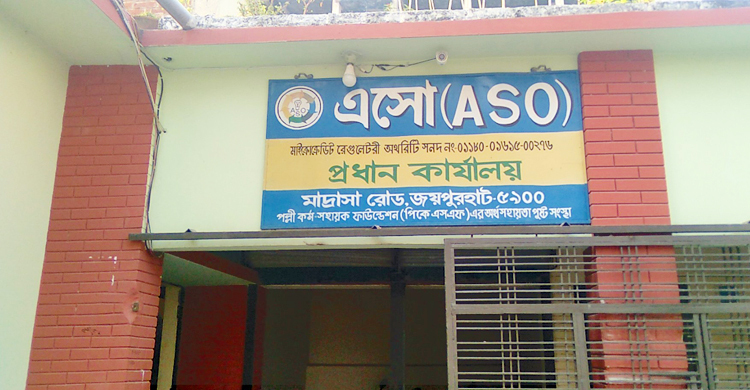 এসো (ASO)
মাইক্রোক্রেডিট রেগুলেটরী অথরিটি সনদ নং-০১১৪০-০১৬১৫-০০২৭৬
প্রধান কার্যালয়
মাদ্রাসা রোড, জয়পুরহাট-৫৯০০
পল্লী কর্ম-সহায়ক ফাউন্ডেশন (পিকেএসএফ) এর অর্থ সহায়তা পুষ্ট সংস্থা